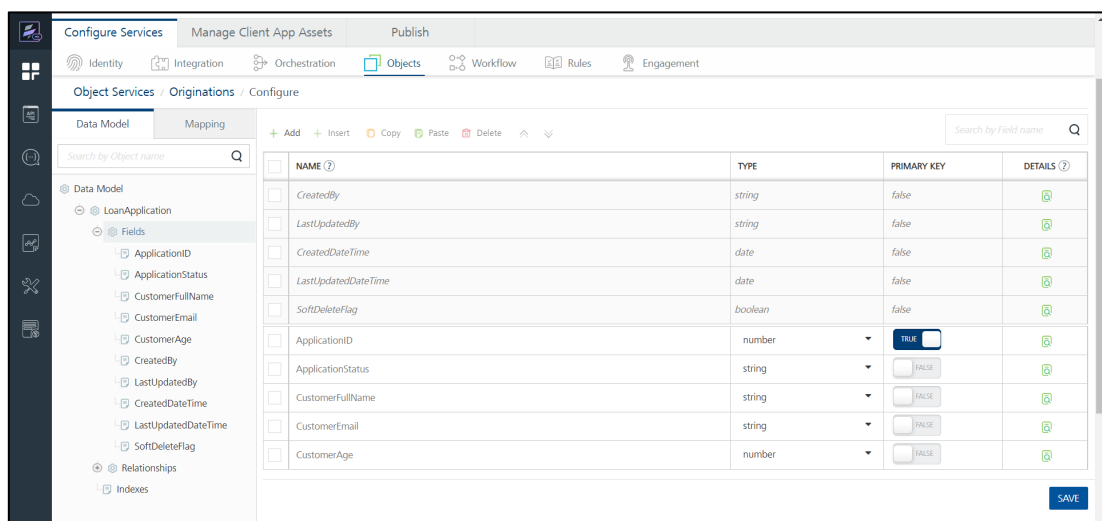 Configure Services Manage Client App Assets Publish
Identity Integration Orchestration Objects Workflow Rules Engagement
Object Services / Originations / Configure
Data Model Mapping
+ Add + Insert Copy Paste Delete Search by Field name
Search by Object name
NAME ? TYPE PRIMARY KEY DETAILS ?
Data Model
LoanApplication
Fields
ApplicationID
ApplicationStatus
CustomerFullName
CustomerEmail
CustomerAge
CreatedBy
LastUpdatedBy
CreatedDateTime
LastUpdatedDateTime
SoftDeleteFlag
Relationships
Indexes
CreatedBy string false
LastUpdatedBy string false
CreatedDateTime date false
LastUpdatedDateTime date false
SoftDeleteFlag boolean false
ApplicationID number TRUE
ApplicationStatus string FALSE
CustomerFullName string FALSE
CustomerEmail string FALSE
CustomerAge number FALSE
SAVE